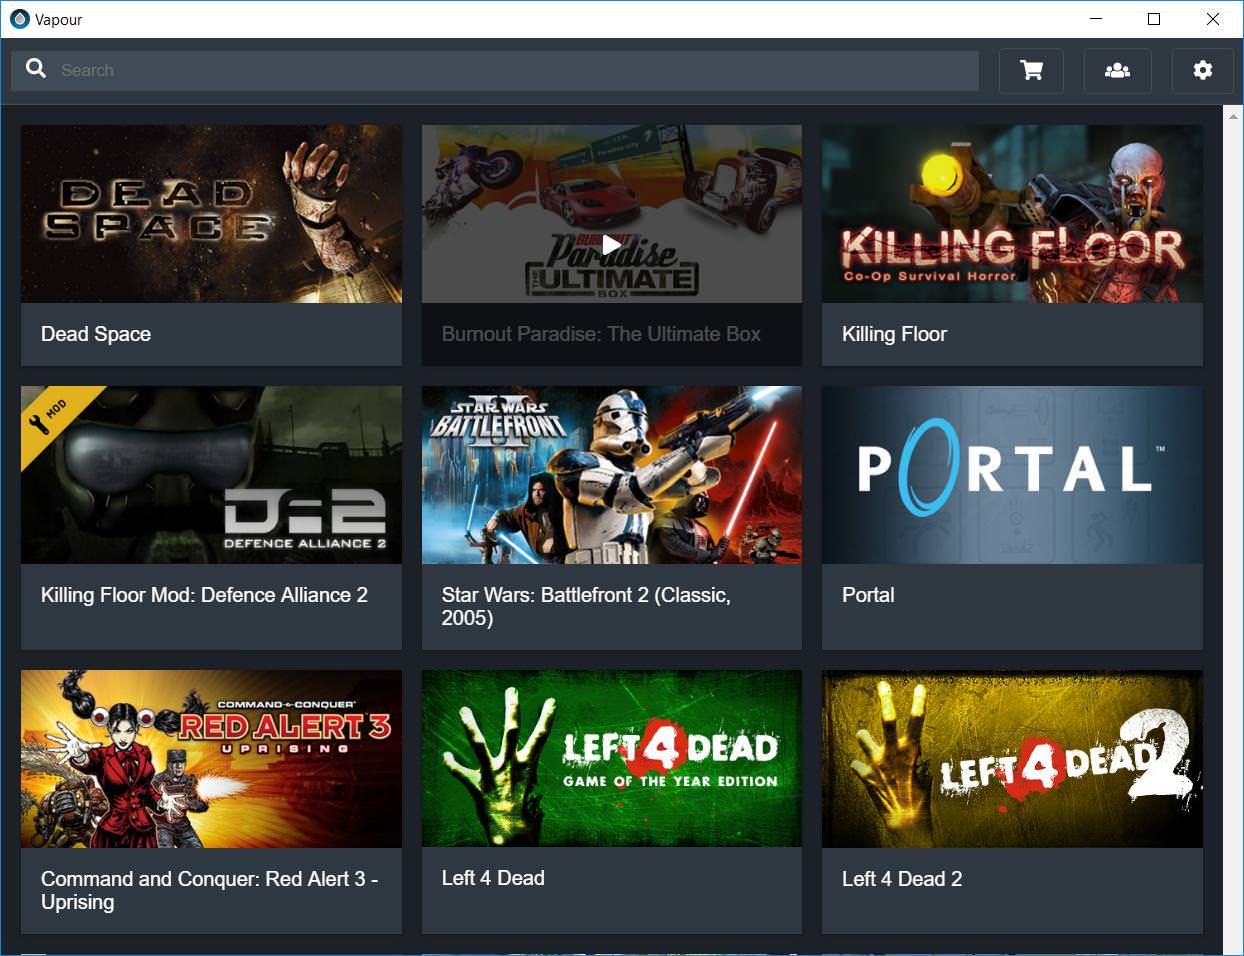 Vapour
Search
DEAD
SPACE
Dead Space
Paradise city
BURNOUT
Paradise
THE
ULTIMATE
BOX
Burnout Paradise: The Ultimate Box
KILLING FLOOR
Co-Op Survival Horror
Killing Floor
MOD
D:2
DEFENCE ALLIANCE 2
Killing Floor Mod: Defence Alliance 2
STAR WARS
BATTLEFRONT
II
Star Wars: Battlefront 2 (Classic,
2005)
PORTAL™
Portal
COMMAND & CONQUER
RED ALERT 3
UPRISING
Command and Conquer: Red Alert 3 -
Uprising
LEFT 4 DEAD
GAME OF THE YEAR EDITION
Left 4 Dead
LEFT 4 DEAD 2
Left 4 Dead 2